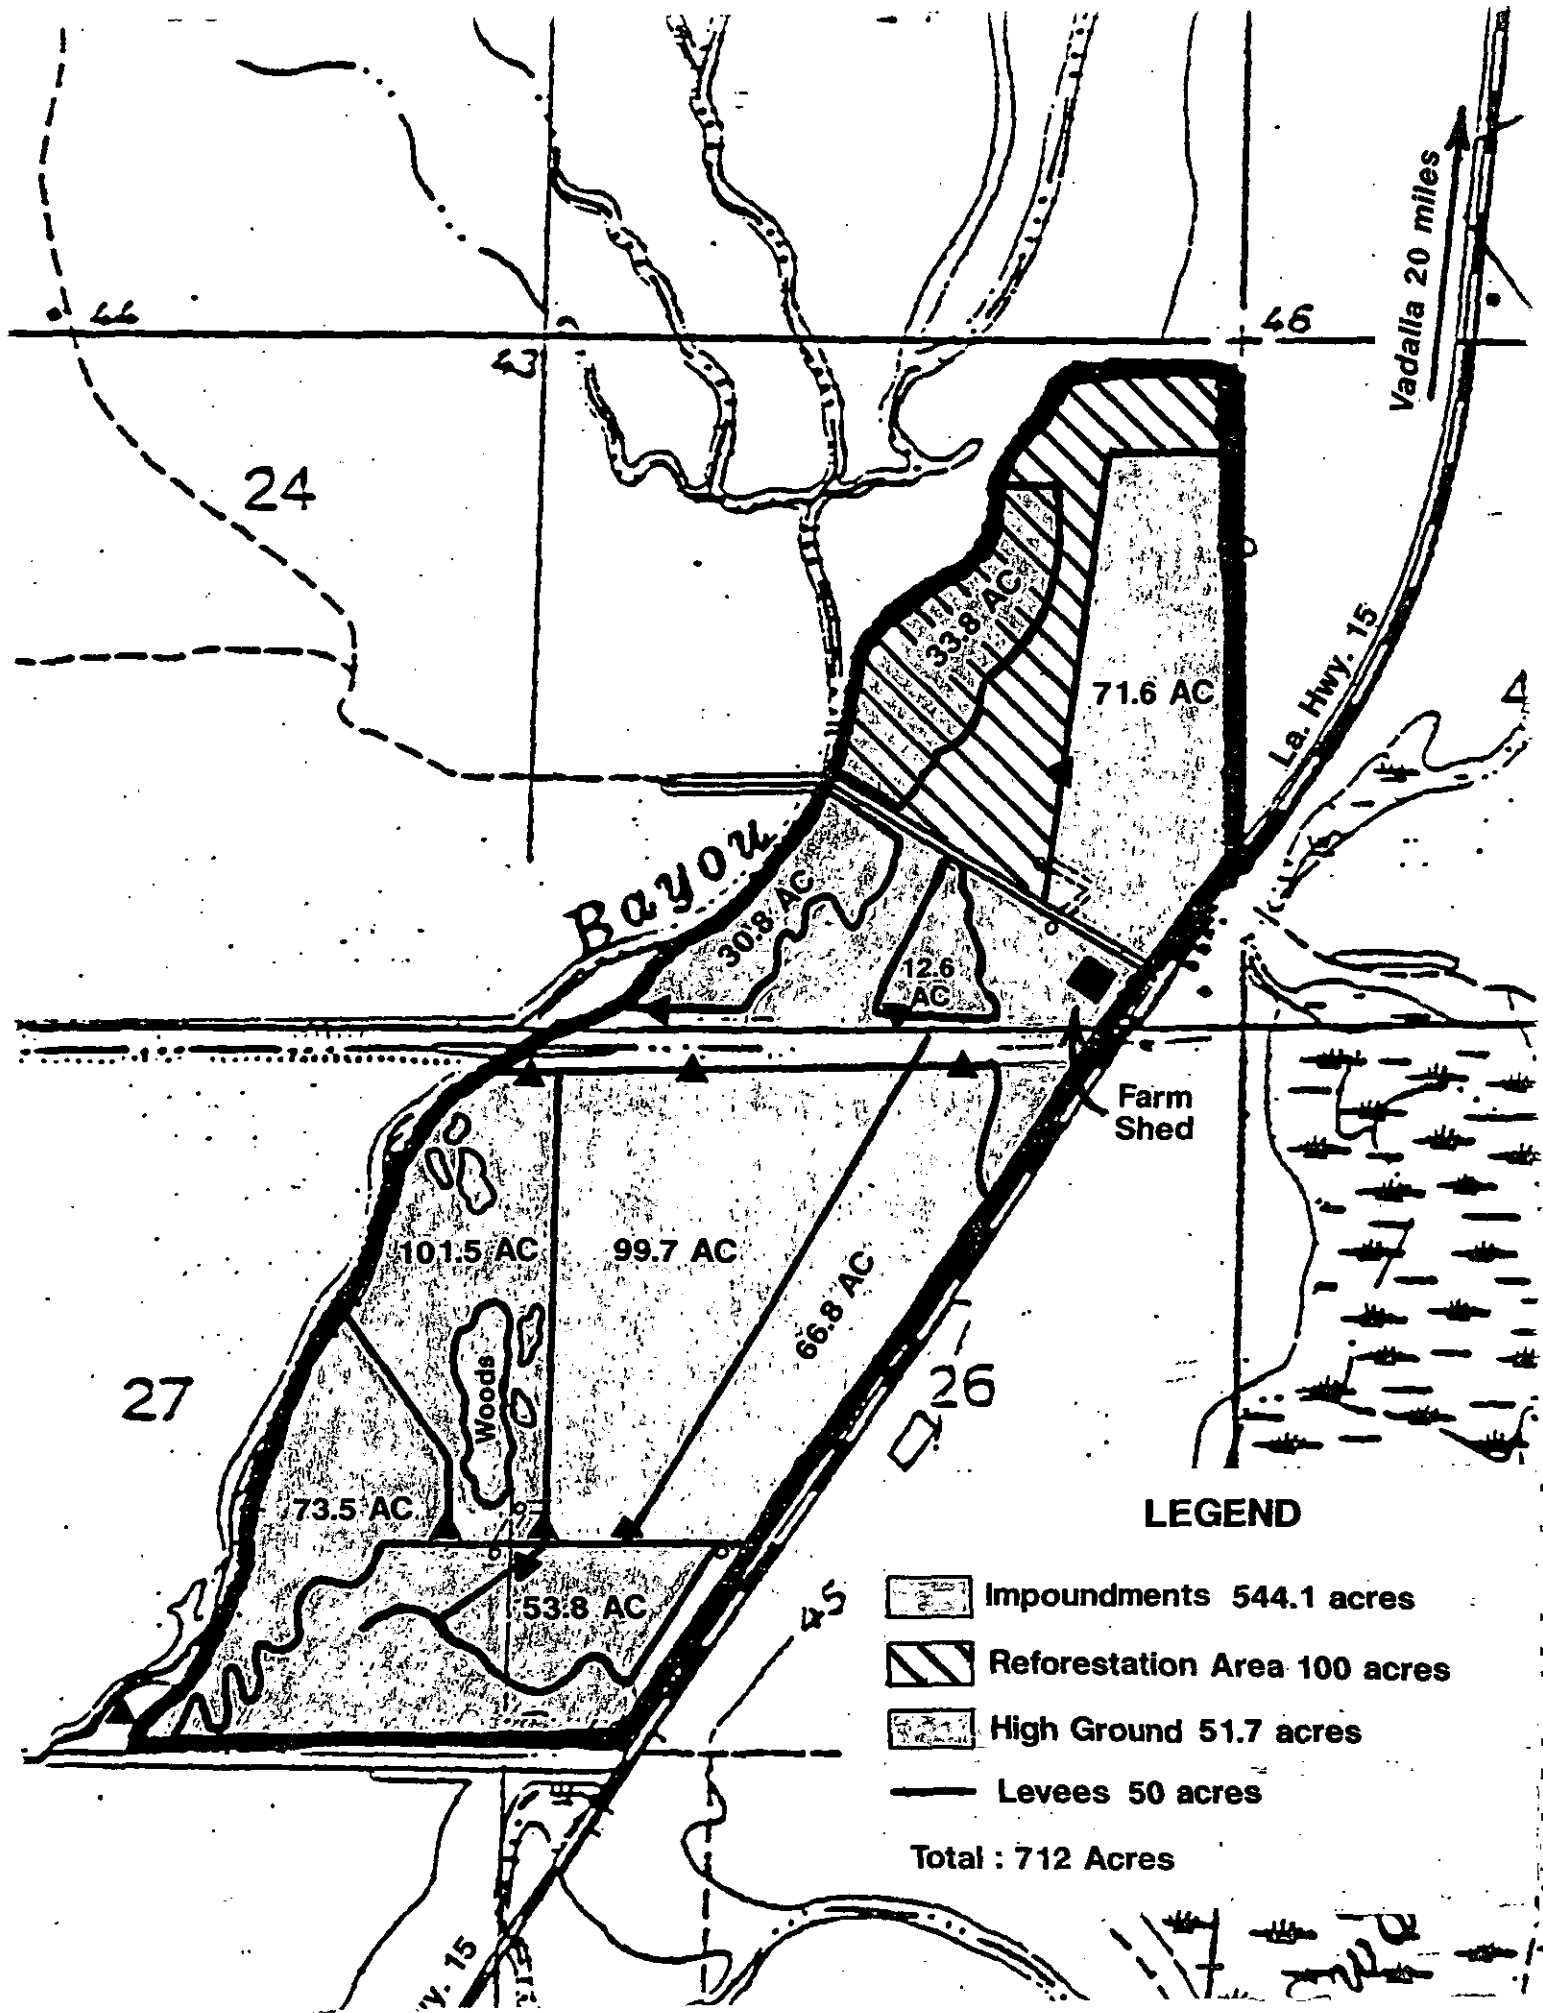 Vadalia 20 miles
44
46
43
24
33.8 AC
4
La. Hwy. 15
71.6 AC
Bayou
30.8 AC
12.6
AC
Farm
Shed
101.5 AC
99.7 AC
66.8 AC
Woods
27
26
73.5 AC
53.8 AC
45
LEGEND
Impoundments 544.1 acres
Reforestation Area 100 acres
High Ground 51.7 acres
Levees 50 acres
Total : 712 Acres
15